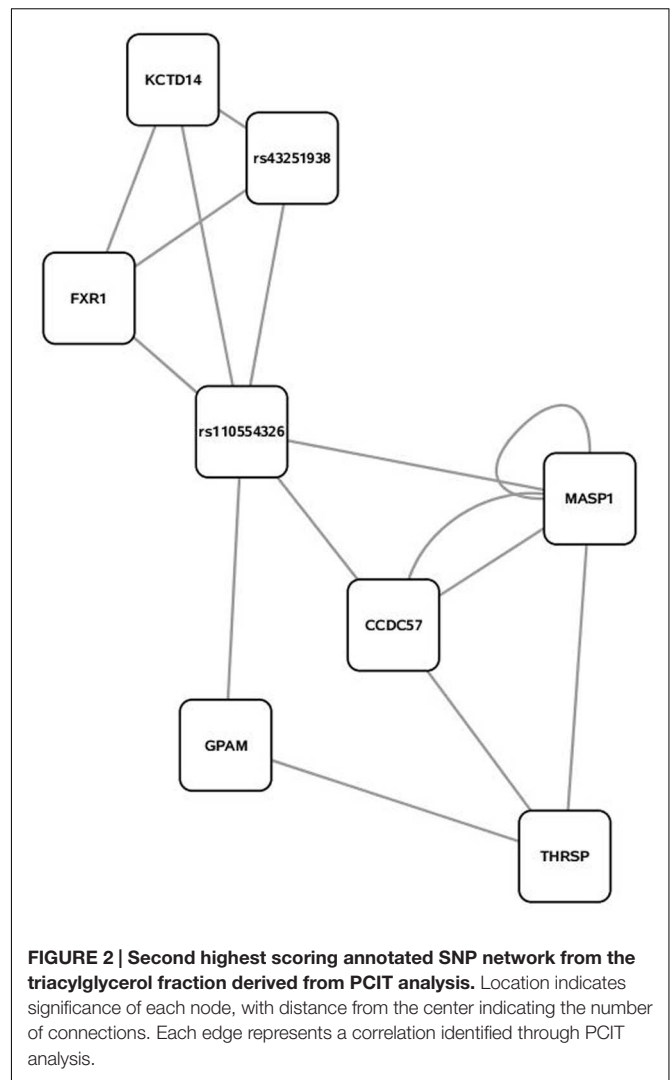 KCTD14
rs43251938
FXR1
rs110554326
MASP1
CCDC57
GPAM
THRSP
FIGURE 2 | Second highest scoring annotated SNP network from the
triacylglycerol fraction derived from PCIT analysis. Location indicates
significance of each node, with distance from the center indicating the number
of connections. Each edge represents a correlation identified through PCIT
analysis.